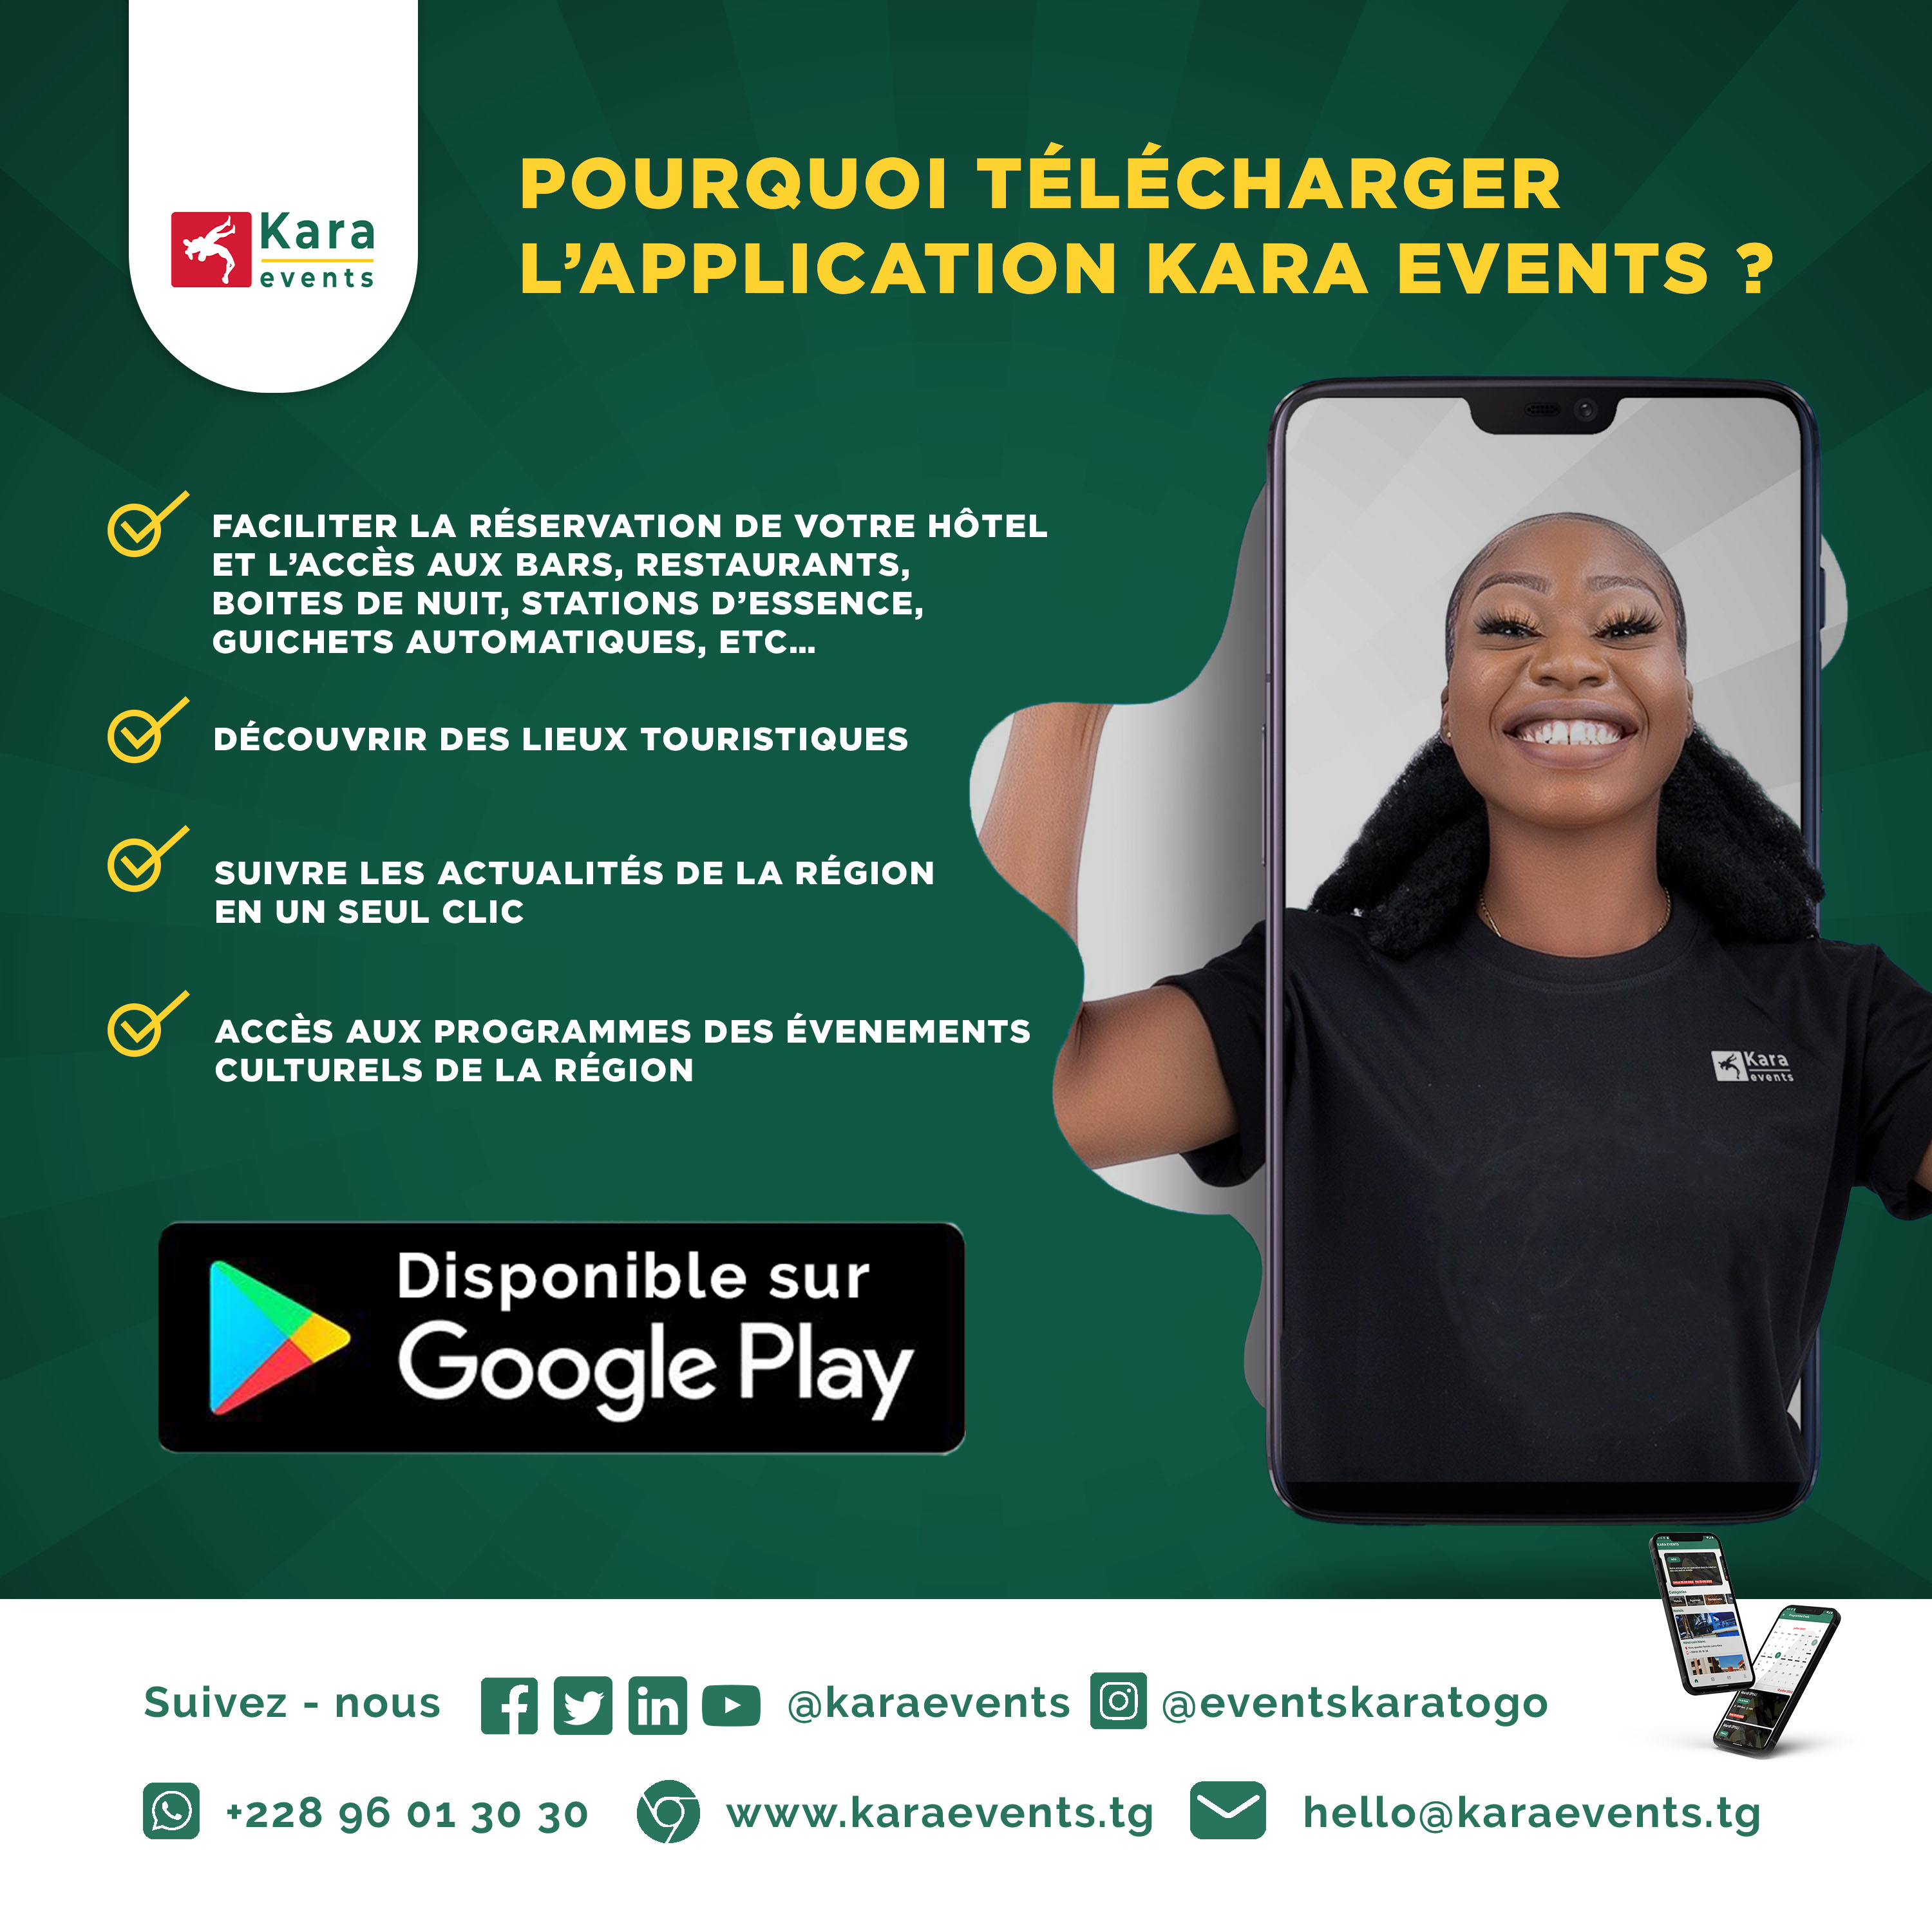 Kara
events
POURQUOI TÉLÉCHARGER
L’APPLICATION KARA EVENTS ?
FACILITER LA RÉSERVATION DE VOTRE HÔTEL
ET L’ACCÈS AUX BARS, RESTAURANTS,
BOITES DE NUIT, STATIONS D’ESSENCE,
GUICHETS AUTOMATIQUES, ETC...
DÉCOUVRIR DES LIEUX TOURISTIQUES
SUIVRE LES ACTUALITÉS DE LA RÉGION
EN UN SEUL CLIC
ACCÈS AUX PROGRAMMES DES ÉVENEMENTS
CULTURELS DE LA RÉGION
Kara
events
Disponible sur
Google Play
Suivez - nous @karaevents @eventskaratogo
+228 96 01 30 30 www.karaevents.tg hello@karaevents.tg